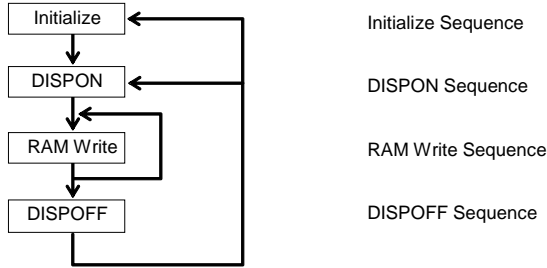 Initialize
Initialize Sequence
DISPON
DISPON Sequence
RAM Write
RAM Write Sequence
DISPOFF
DISPOFF Sequence